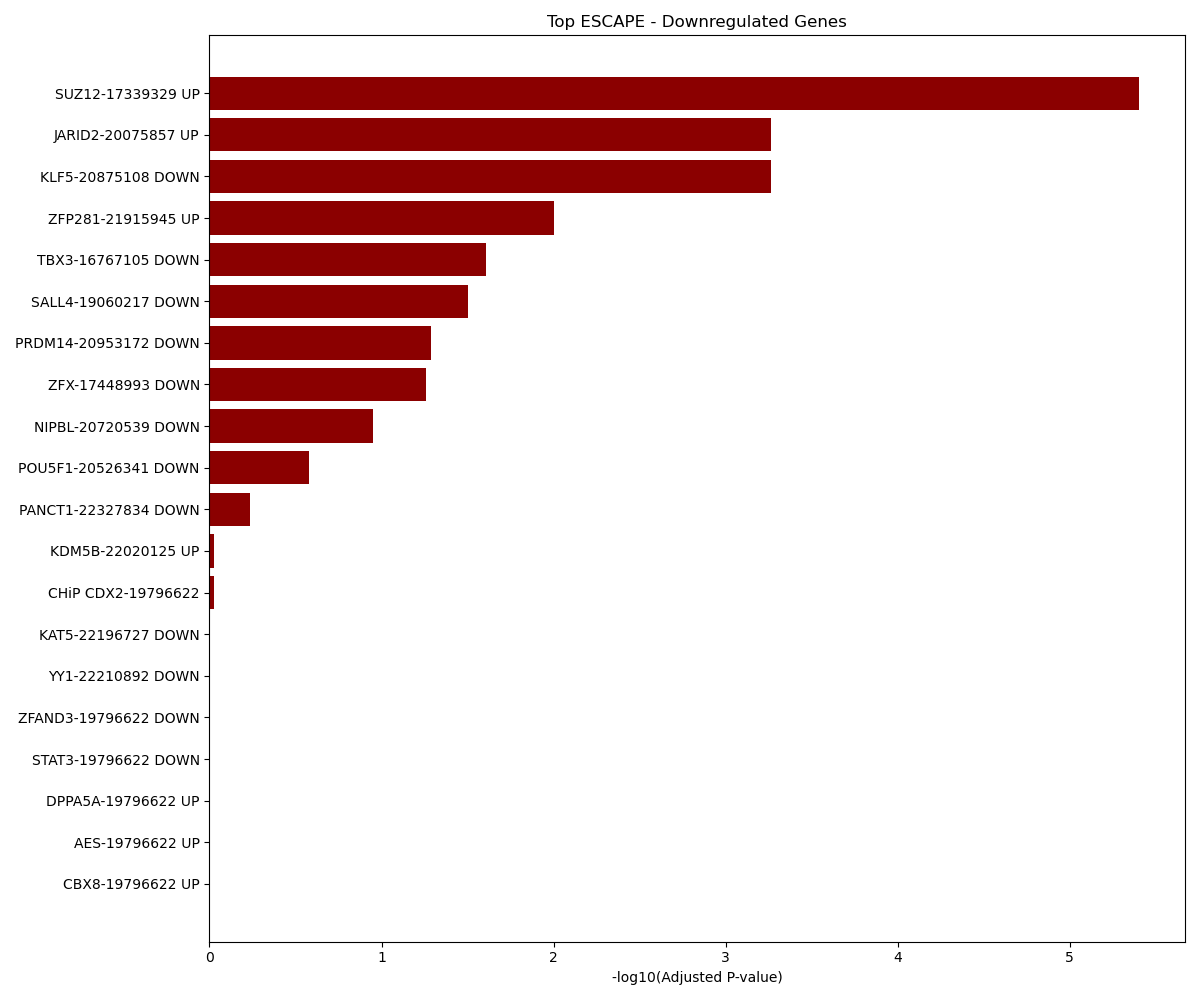 Top ESCAPE - Downregulated Genes
SUZ12-17339329 UP
JARID2-20075857 UP
KLF5-20875108 DOWN
ZFP281-21915945 UP
TBX3-16767105 DOWN
SALL4-19060217 DOWN
PRDM14-20953172 DOWN
ZFX-17448993 DOWN
NIPBL-20720539 DOWN
POU5F1-20526341 DOWN
PANCT1-22327834 DOWN
KDM5B-22020125 UP
CHiP CDX2-19796622
KAT5-22196727 DOWN
YY1-22210892 DOWN
ZFAND3-19796622 DOWN
STAT3-19796622 DOWN
DPPA5A-19796622 UP
AES-19796622 UP
CBX8-19796622 UP
0 1 2 3 4 5
-log10(Adjusted P-value)